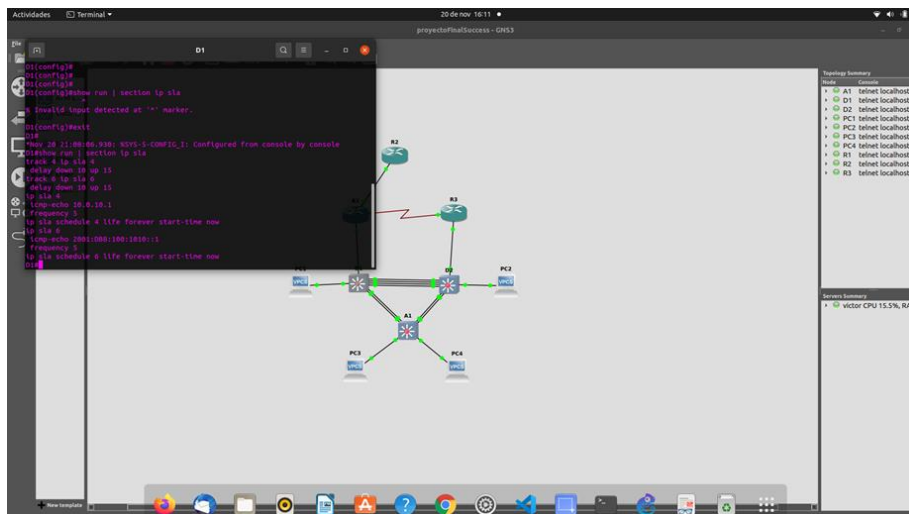 Actividades
Terminal
20 de nov 16:11
proyectoFinalSuccess - GNS3
File
D1
D1(config)#
D1(config)#
D1(config)#
D1(config)#show run | section ip sla
^
% Invalid input detected at '^' marker.
D1(config)#exit
D1#
*Nov 20 21:08:06.930: %SYS-5-CONFIG_I: Configured from console by console
D1#show run | section ip sla
track 4 ip sla 4
delay down 10 up 15
track 6 ip sla 6
delay down 10 up 15
ip sla 4
icmp-echo 10.0.10.1
frequency 5
ip sla schedule 4 life forever start-time now
ip sla 6
icmp-echo 2001:DB8:100:1010::1
frequency 5
ip sla schedule 6 life forever start-time now
D1#
R2
R3
D2
PC2
A1
PC3
PC4
Topology Summary
Node Console
A1 telnet localhost
D1 telnet localhost
D2 telnet localhost
PC1 telnet localhost
PC2 telnet localhost
PC3 telnet localhost
PC4 telnet localhost
R1 telnet localhost
R2 telnet localhost
R3 telnet localhost
Servers Summary
victor CPU 15.5%, RA
New template